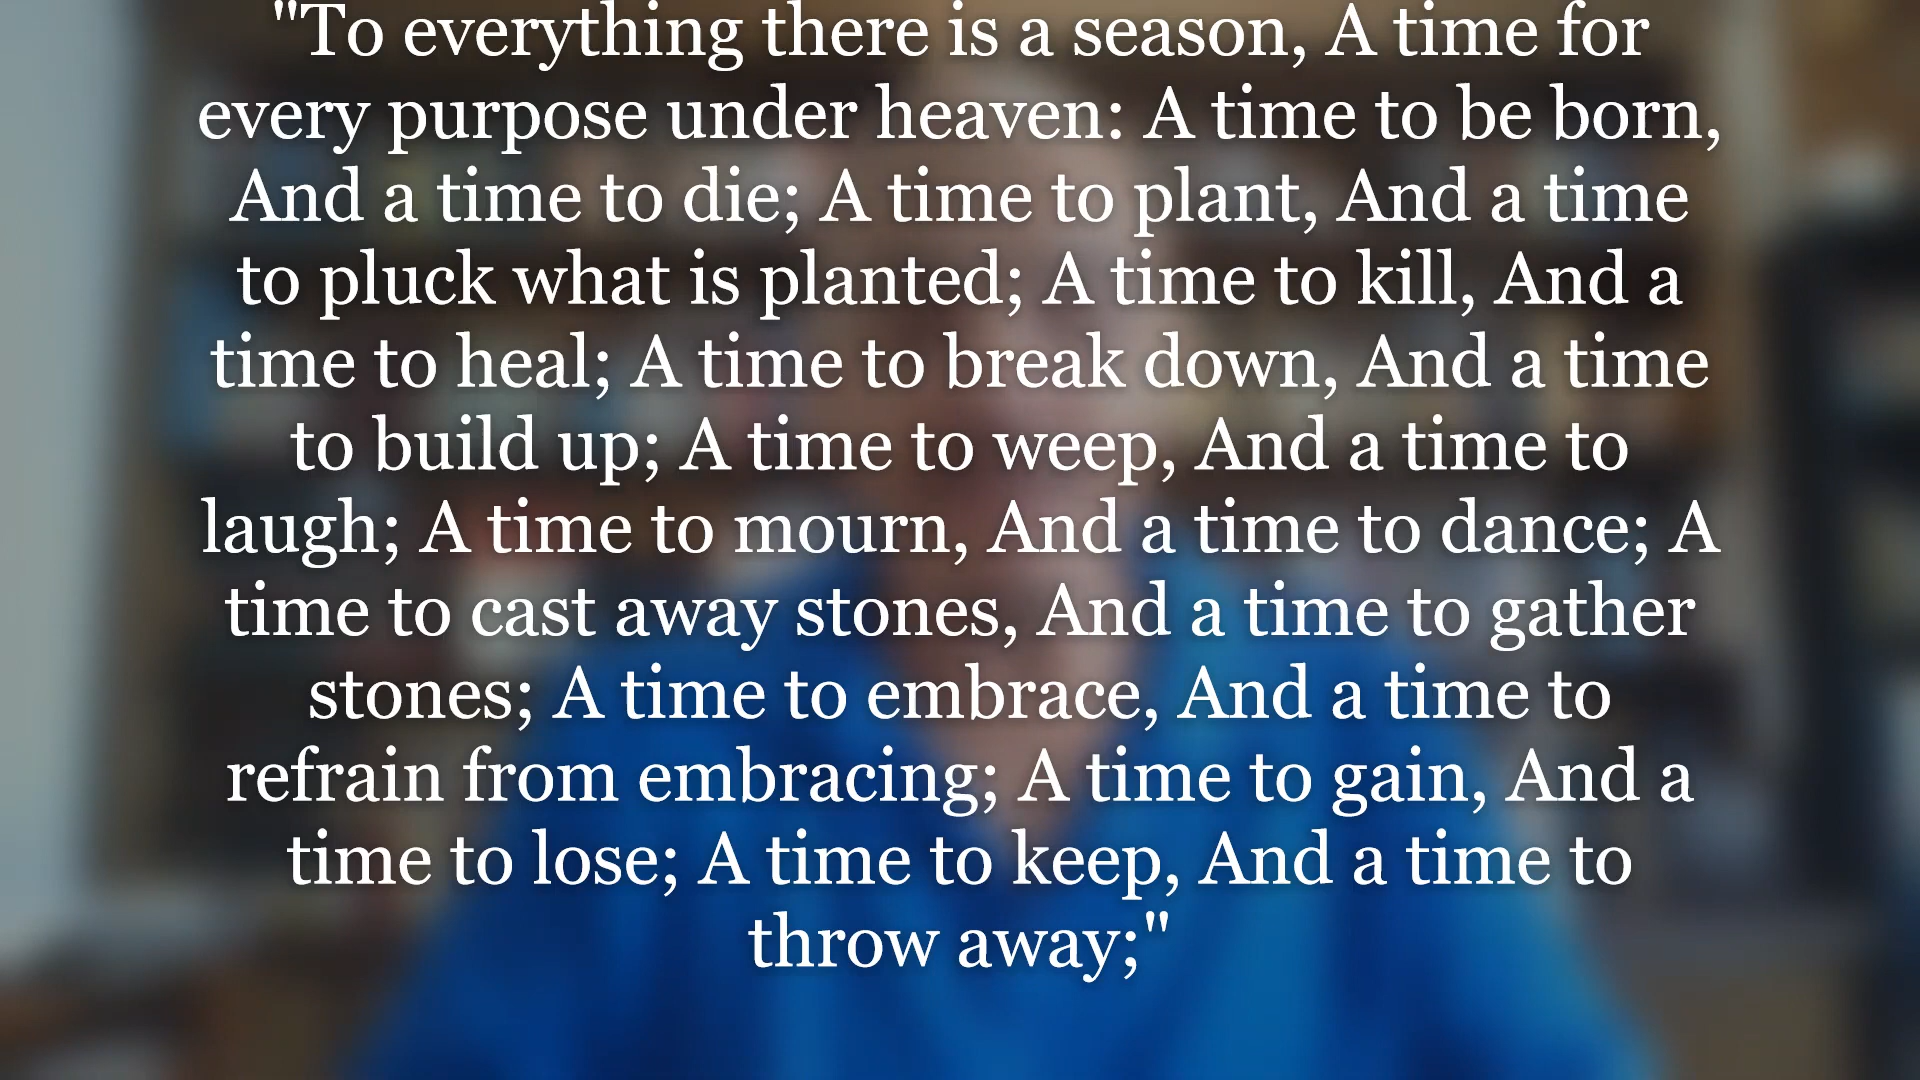 "To everything there is a season, A time for
every purpose under heaven: A time to be born,
And a time to die; A time to plant, And a time
to pluck what is planted; A time to kill, And a
time to heal; A time to break down, And a time
to build up; A time to weep, And a time to
laugh; A time to mourn, And a time to dance; A
time to cast away stones, And a time to gather
stones; A time to embrace, And a time to
refrain from embracing; A time to gain, And a
time to lose; A time to keep, And a time to
throw away;"